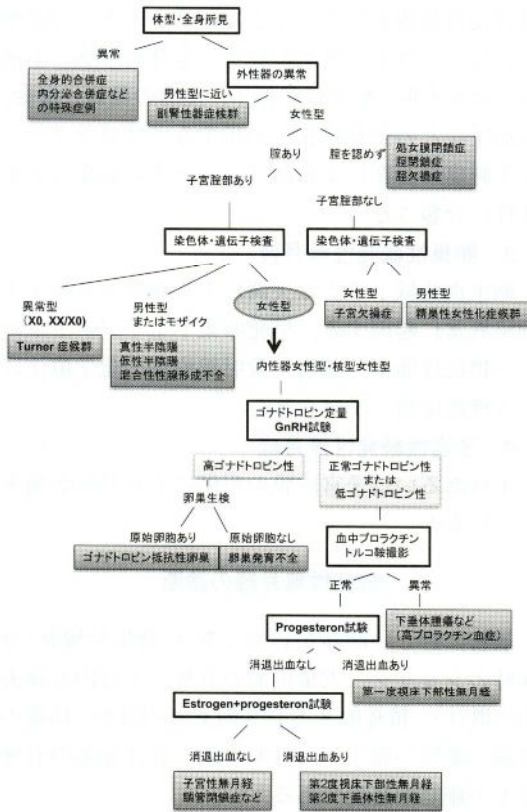 体型・全身所見
異常
全身的合併症
内分泌合併症など
の特殊症例
外性器の異常
男性型に近い
副腎性器症候群
女性型
腟あり
腟を認めず
処女膜閉鎖症
腟閉鎖症
腟欠損症
子宮腟部あり
子宮腟部なし
染色体・遺伝子検査
染色体・遺伝子検査
異常型
(X0, XX/X0)
Turner 症候群
男性型
またはモザイク
真性半陰陽
仮性半陰陽
混合性性腺形成不全
女性型
女性型
子宮欠損症
男性型
精巣性女性化症候群
内性器女性型・核型女性型
ゴナドトロピン定量
GnRH試験
高ゴナドトロピン性
正常ゴナドトロピン性
または
低ゴナドトロピン性
卵巣生検
原始卵胞あり
原始卵胞なし
ゴナドトロピン抵抗性卵巣
卵巣発育不全
血中プロラクチン
トルコ鞍撮影
正常
異常
Progesteron試験
下垂体腫瘍など
(高プロラクチン血症)
消退出血なし
消退出血あり
第一度視床下部性無月経
Estrogen+progesteron試験
消退出血なし
消退出血あり
子宮性無月経
頸管閉鎖症など
第2度視床下部性無月経
第2度下垂体性無月経